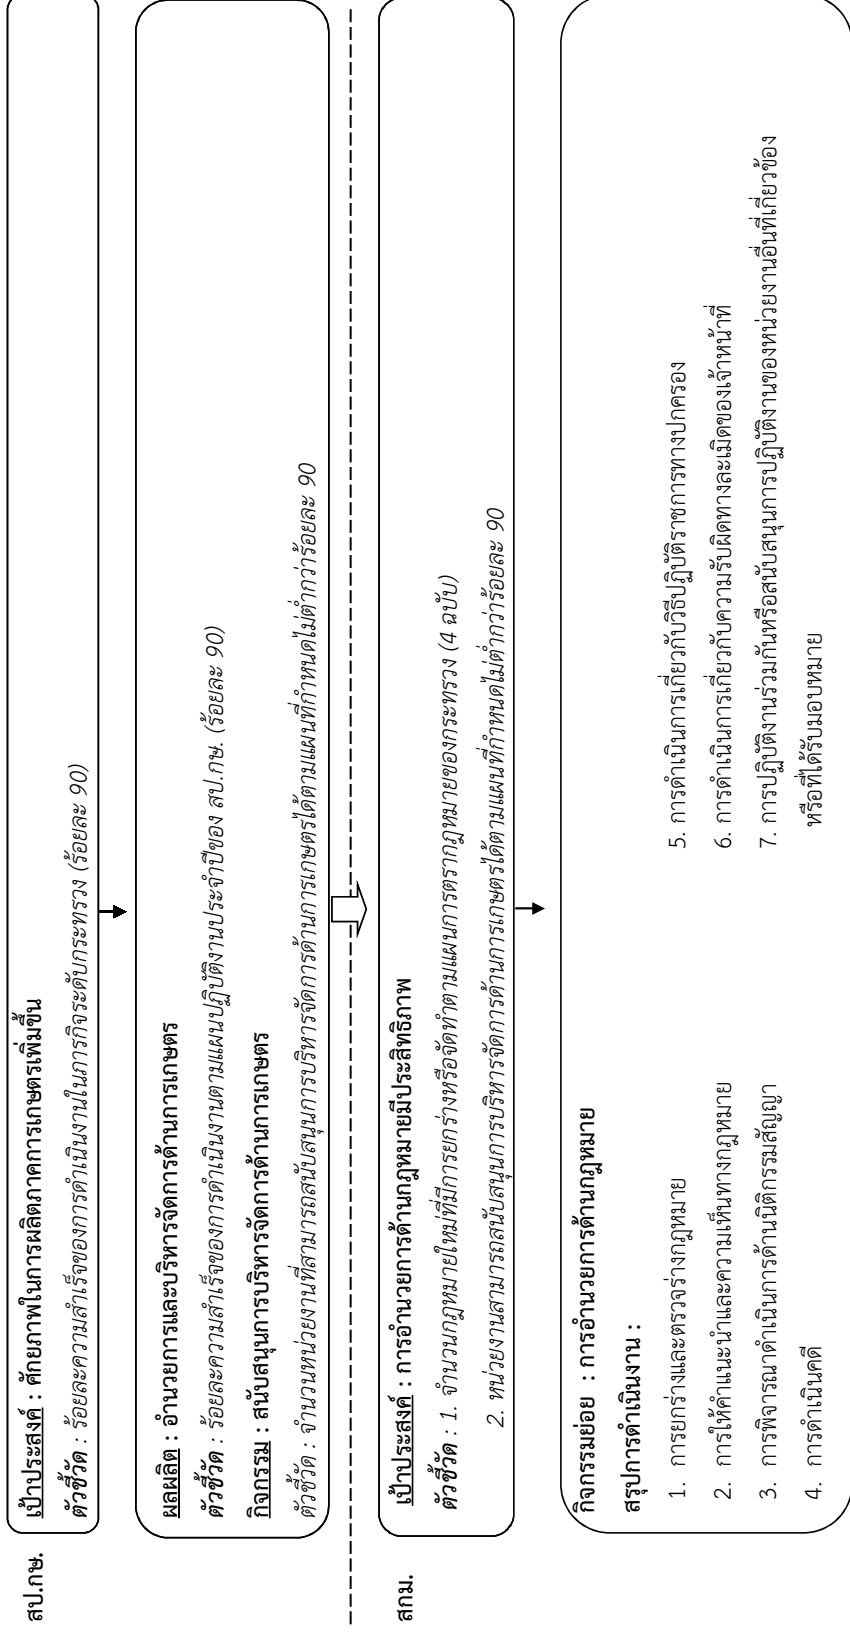 สป.กษ.
เป้าประสงค์ : ศักยภาพในการผลิตภาคการเกษตรเพิ่มขึ้น
ตัวชี้วัด : ร้อยละความสำเร็จของการดำเนินงานในภารกิจระดับกระทรวง (ร้อยละ 90)
ผลผลิต : อำนวยการและบริหารจัดการด้านการเกษตร
ตัวชี้วัด : ร้อยละความสำเร็จของการดำเนินงานตามแผนปฏิบัติงานประจำปีของ สป.กษ. (ร้อยละ 90)
กิจกรรม : สนับสนุนการบริหารจัดการด้านการเกษตร
ตัวชี้วัด : จำนวนหน่วยงานที่สามารถสนับสนุนการบริหารจัดการด้านการเกษตรได้ตามแผนที่กำหนดไม่ต่ำกว่าร้อยละ 90
สกม.
เป้าประสงค์ : การอำนวยการด้านกฎหมายมีประสิทธิภาพ
ตัวชี้วัด : 1. จำนวนกฎหมายใหม่ที่มีการยกร่างหรือจัดทำตามแผนการตรากฎหมายของกระทรวง (4 ฉบับ)
2. หน่วยงานสามารถสนับสนุนการบริหารจัดการด้านการเกษตรได้ตามแผนที่กำหนดไม่ต่ำกว่าร้อยละ 90
กิจกรรมย่อย : การอำนวยการด้านกฎหมาย
สรุปการดำเนินงาน :
1. การยกร่างและตรวจร่างกฎหมาย
2. การให้คำแนะนำและความเห็นทางกฎหมาย
3. การพิจารณาดำเนินการด้านนิติกรรมสัญญา
4. การดำเนินคดี
5. การดำเนินการเกี่ยวกับวิธีปฏิบัติราชการทางปกครอง
6. การดำเนินการเกี่ยวกับความรับผิดทางละเมิดของเจ้าหน้าที่
7. การปฏิบัติงานร่วมกันหรือสนับสนุนการปฏิบัติงานของหน่วยงานอื่นที่เกี่ยวข้อง
หรือที่ได้รับมอบหมาย